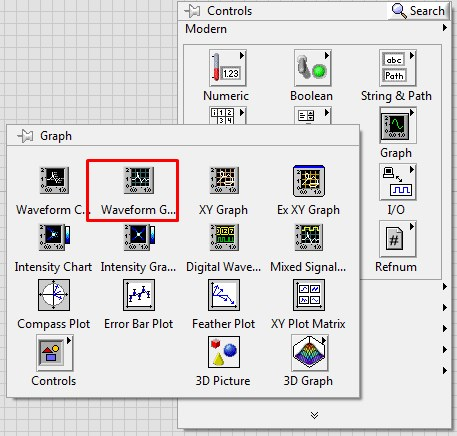 Controls
Search
Modern
1.23
abc
Path
Numeric
Boolean
String & Path
Graph
I/O
Refnum
Graph
Waveform C...
Waveform G...
XY Graph
Ex XY Graph
Intensity Chart
Intensity Gra...
Digital Wave...
Mixed Signal...
Compass Plot
Error Bar Plot
Feather Plot
XY Plot Matrix
Controls
3D Picture
3D Graph